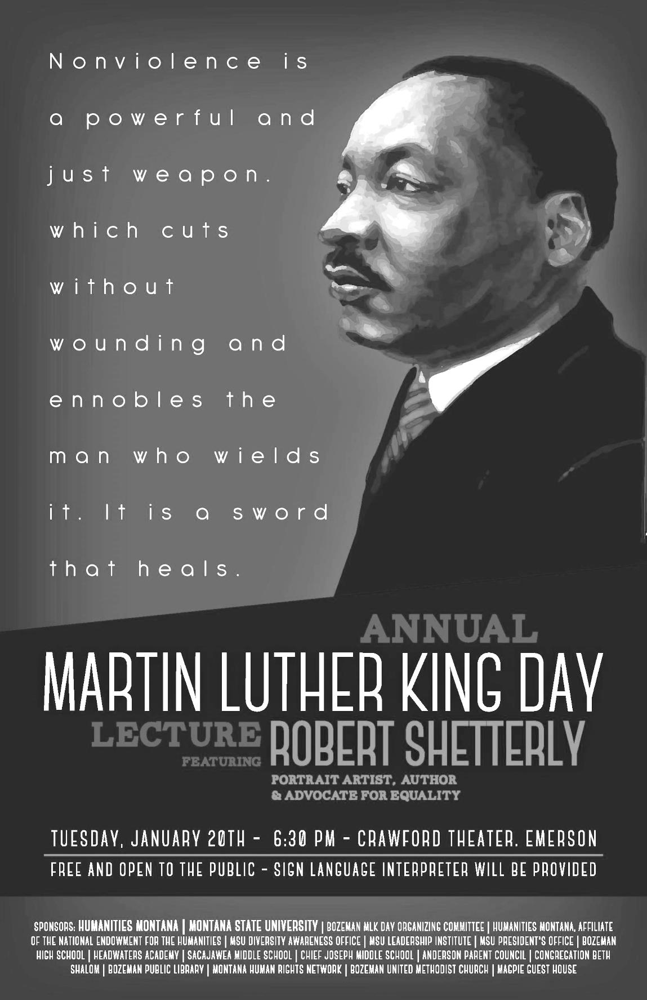 Nonviolence is
a powerful and
just weapon.
which cuts
without
wounding and
ennobles the
man who wields
it. It is a sword
that heals.
ANNUAL
MARTIN LUTHER KING DAY
LECTURE ROBERT SHETTERLY
FEATURING
PORTRAIT ARTIST, AUTHOR
& ADVOCATE FOR EQUALITY
TUESDAY, JANUARY 20TH - 6:30 PM - CRAWFORD THEATER. EMERSON
FREE AND OPEN TO THE PUBLIC - SIGN LANGUAGE INTERPRETER WILL BE PROVIDED
SPONSORS: HUMANITIES MONTANA | MONTANA STATE UNIVERSITY | BOZEMAN MLK DAY ORGANIZING COMMITTEE | HUMANITIES MONTANA, AFFILIATE
OF THE NATIONAL ENDOWMENT FOR THE HUMANITIES | MSU DIVERSITY AWARENESS OFFICE | MSU LEADERSHIP INSTITUTE | MSU PRESIDENT'S OFFICE | BOZEMAN
HIGH SCHOOL | HEADWATERS ACADEMY | SACAJAWEA MIDDLE SCHOOL | CHIEF JOSEPH MIDDLE SCHOOL | ANDERSON PARENT COUNCIL | CONGREGATION BETH
SHALOM | BOZEMAN PUBLIC LIBRARY | MONTANA HUMAN RIGHTS NETWORK | BOZEMAN UNITED METHODIST CHURCH | MAGPIE GUEST HOUSE